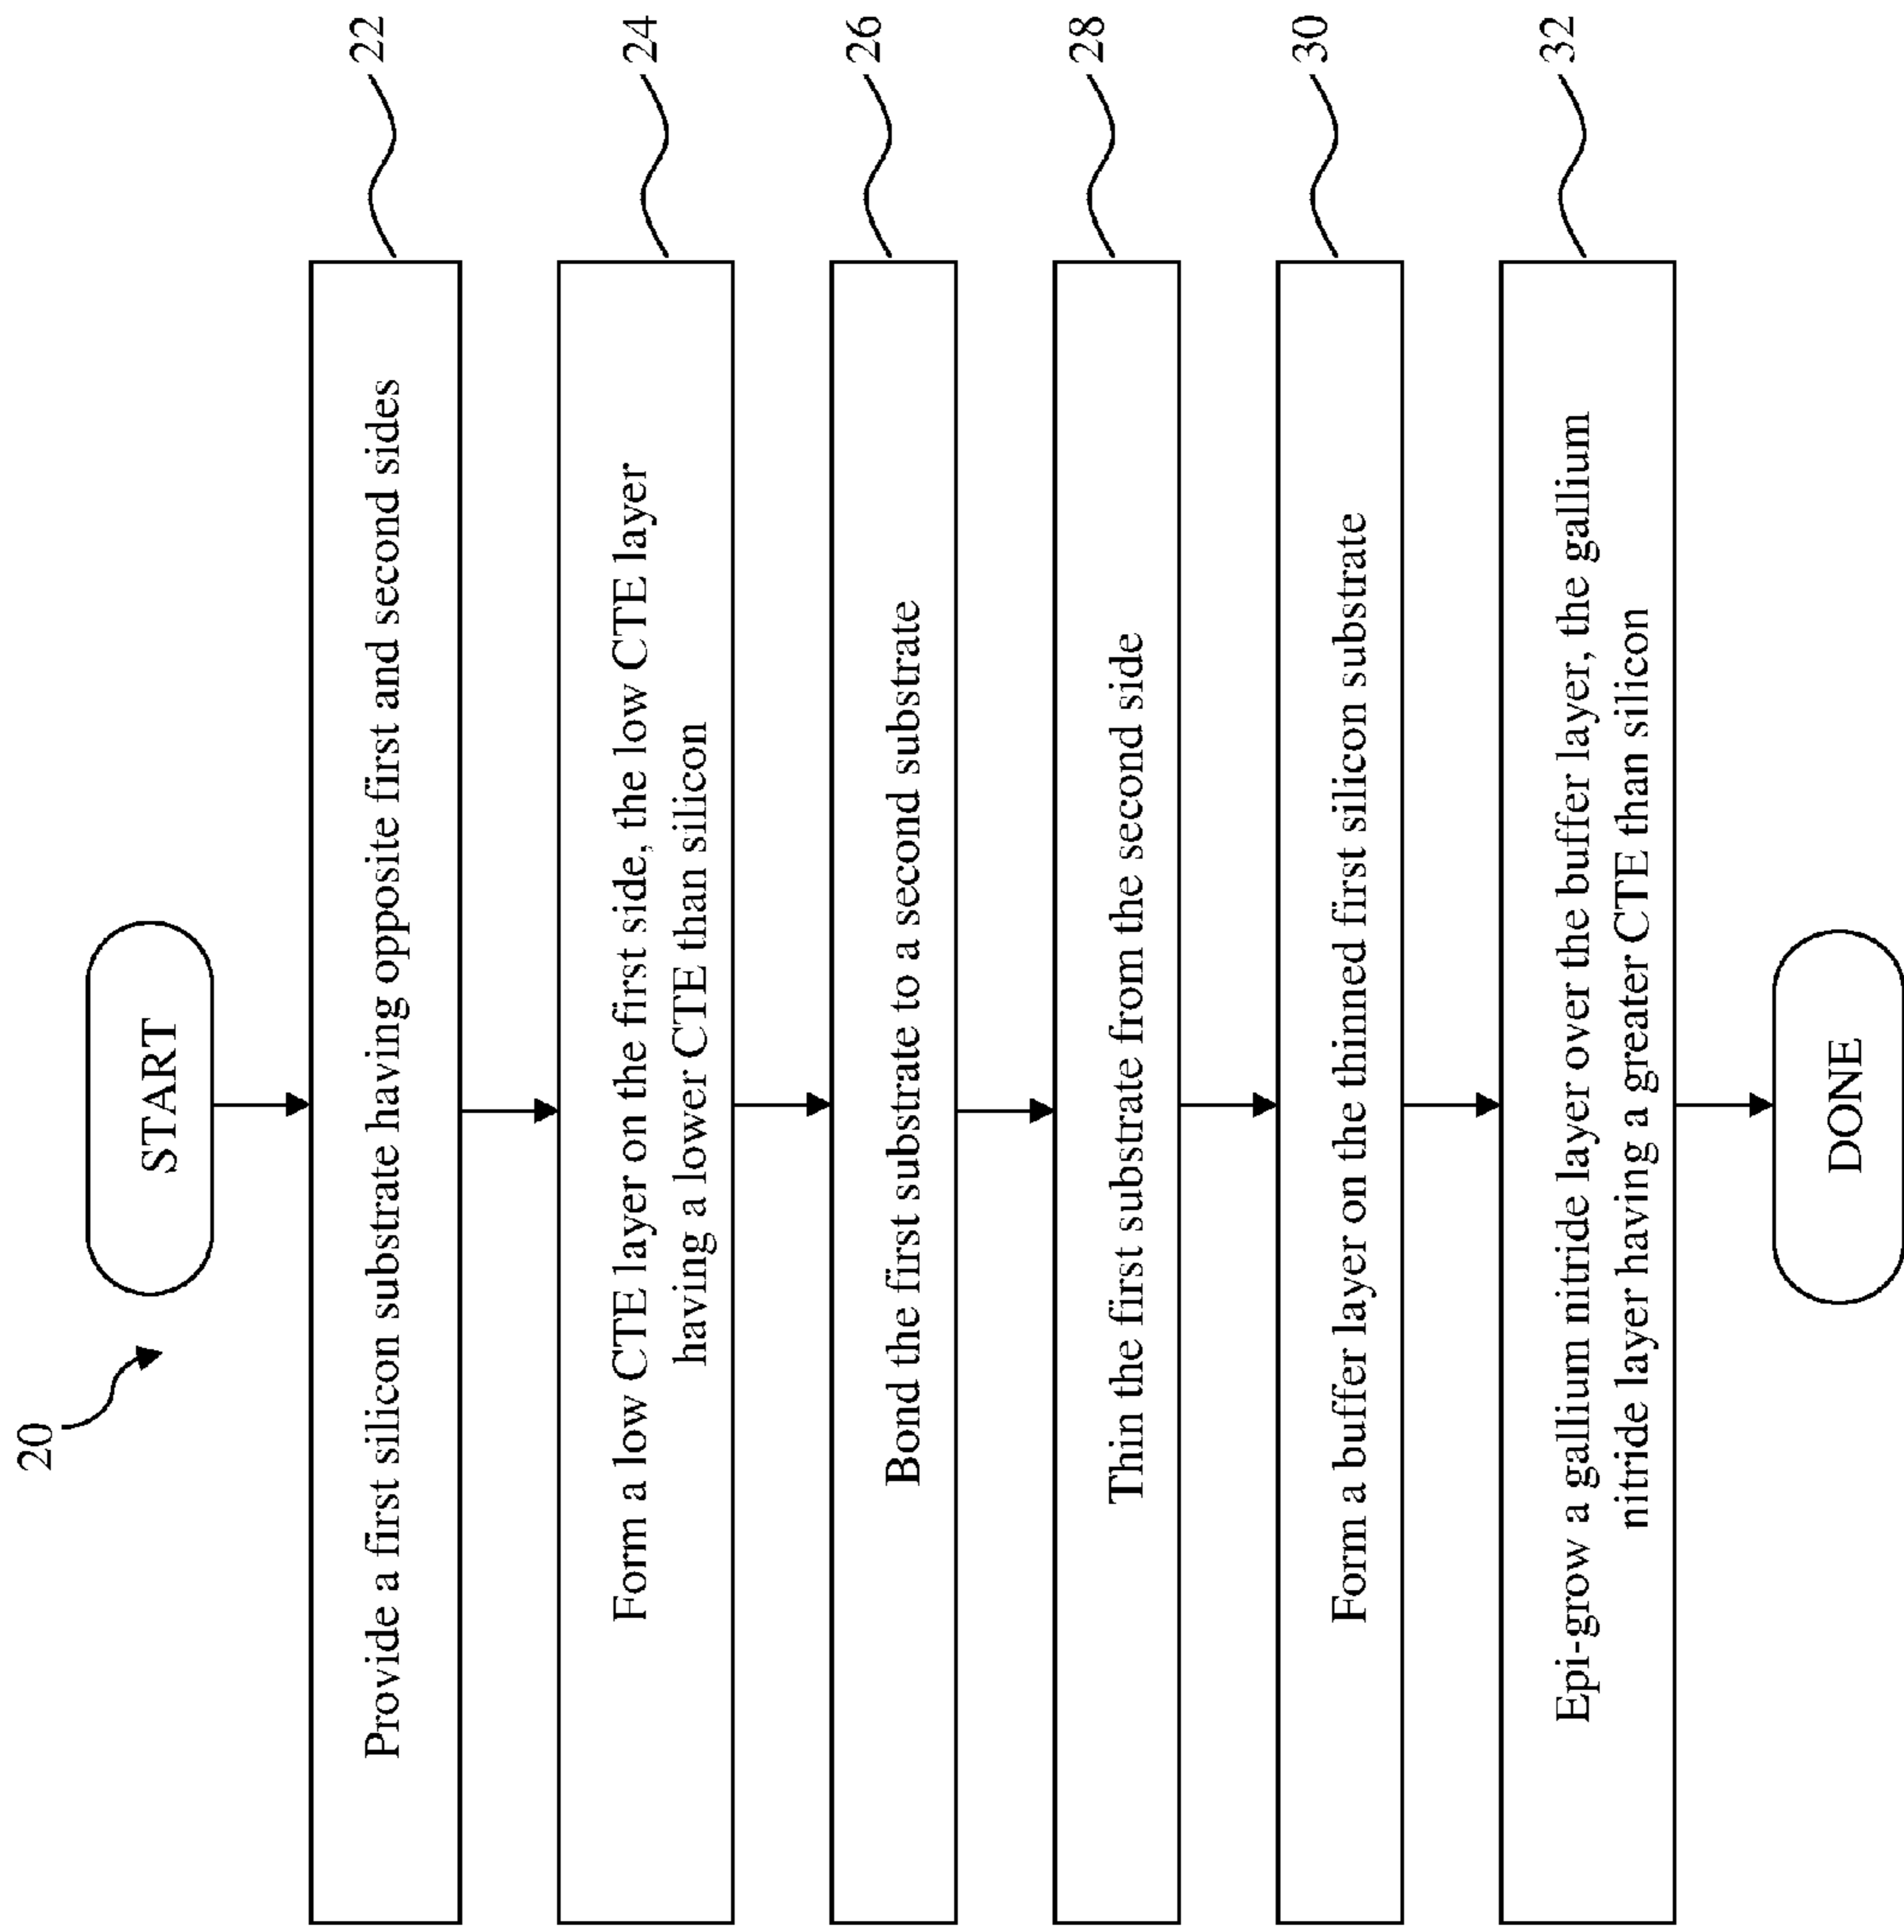 20
START
Provide a first silicon substrate having opposite first and second sides
22
Form a low CTE layer on the first side, the low CTE layer
having a lower CTE than silicon
24
Bond the first substrate to a second substrate
26
Thin the first substrate from the second side
28
Form a buffer layer on the thinned first silicon substrate
30
Epi-grow a gallium nitride layer over the buffer layer, the gallium
nitride layer having a greater CTE than silicon
32
DONE